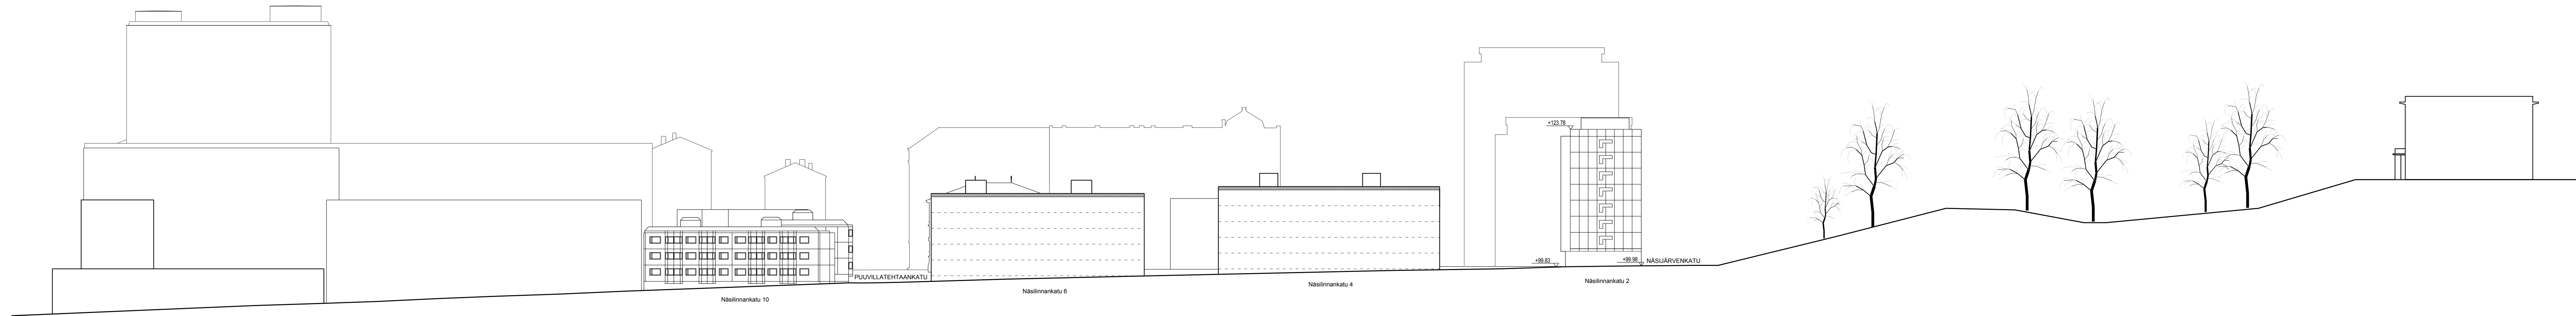 +123.78
+99.83
+99.98
NÄSIJÄRVENKATU
PUUVILLATEHTAANKATU
Näsilinnankatu 10
Näsilinnankatu 6
Näsilinnankatu 4
Näsilinnankatu 2